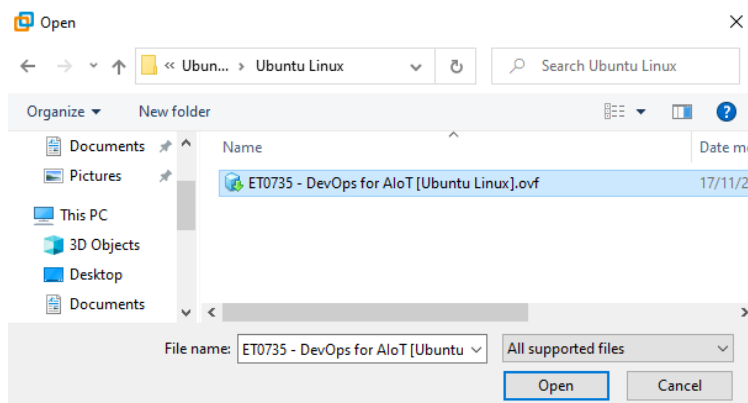 Open
« Ubun... › Ubuntu Linux
Search Ubuntu Linux
Organize
New folder
?
Documents
Name
Date m
Pictures
ET0735 - DevOps for AIoT [Ubuntu Linux].ovf
17/11/2
This PC
3D Objects
Desktop
Documents
File name:
ET0735 - DevOps for AIoT [Ubuntu
All supported files
Open
Cancel